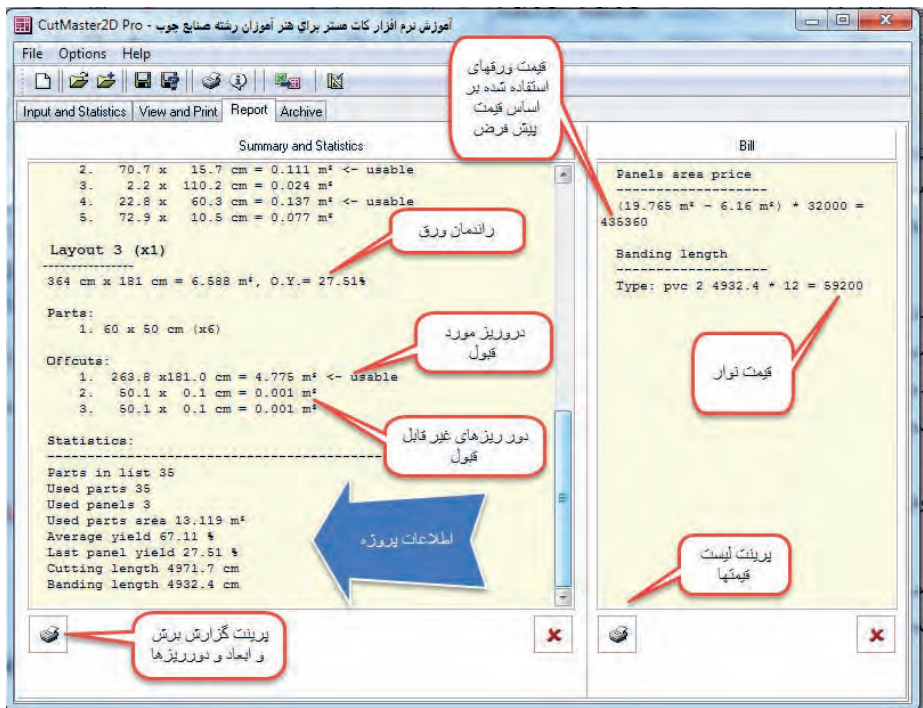 آموزش نرم افزار کات مستر براي هنر آموزان رشته صنايع چوب - CutMaster2D Pro
File Options Help
Input and Statistics View and Print Report Archive
قیمت ورقهای
استفاده شده بر
اساس قیمت
پیش فرض
Summary and Statistics
2. 70.7 x 15.7 cm = 0.111 m² <- usable
3. 2.2 x 110.2 cm = 0.024 m²
4. 22.8 x 60.3 cm = 0.137 m² <- usable
5. 72.9 x 10.5 cm = 0.077 m²
راندمان ورق
Layout 3 (x1)
---------------
364 cm x 181 cm = 6.588 m², O.Y.= 27.51%
Parts:
1. 60 x 50 cm (x6)
دورریز مورد
قبول
Offcuts:
1. 263.8 x181.0 cm = 4.775 m² <- usable
2. 50.1 x 0.1 cm = 0.001 m²
3. 50.1 x 0.1 cm = 0.001 m²
دور ریزهای غیر قابل
قبول
Statistics:
Parts in list 35
Used parts 35
Used panels 3
Used parts area 13.119 m²
Average yield 67.11 %
Last panel yield 27.51 %
Cutting length 4971.7 cm
Banding length 4932.4 cm
اطلاعات پروژه
پرینت گزارش برش
و ابعاد و دورریزها
Bill
Panels area price
-------------------
(19.765 m² - 6.16 m²) * 32000 =
435360
Banding length
-------------------
Type: pvc 2 4932.4 * 12 = 59200
قیمت نوار
پرینت لیست
قیمتها